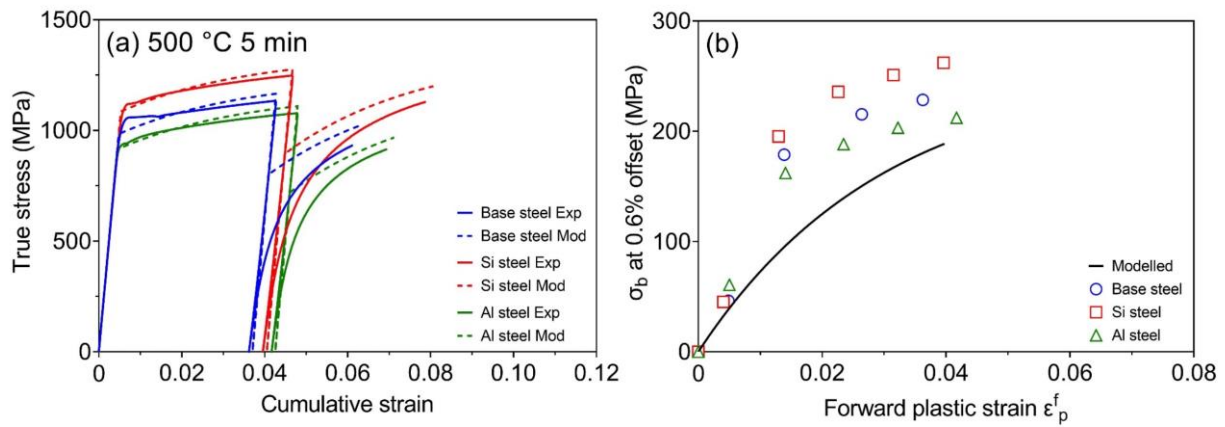 (a) 500 °C 5 min
True stress (MPa)
1500
1000
500
0
0 0.02 0.04 0.06 0.08 0.10 0.12
Cumulative strain
Base steel Exp
Base steel Mod
Si steel Exp
Si steel Mod
Al steel Exp
Al steel Mod
(b)
σb at 0.6% offset (MPa)
300
200
100
0
0 0.02 0.04 0.06 0.08
Forward plastic strain ε^f_p
Modelled
Base steel
Si steel
Al steel